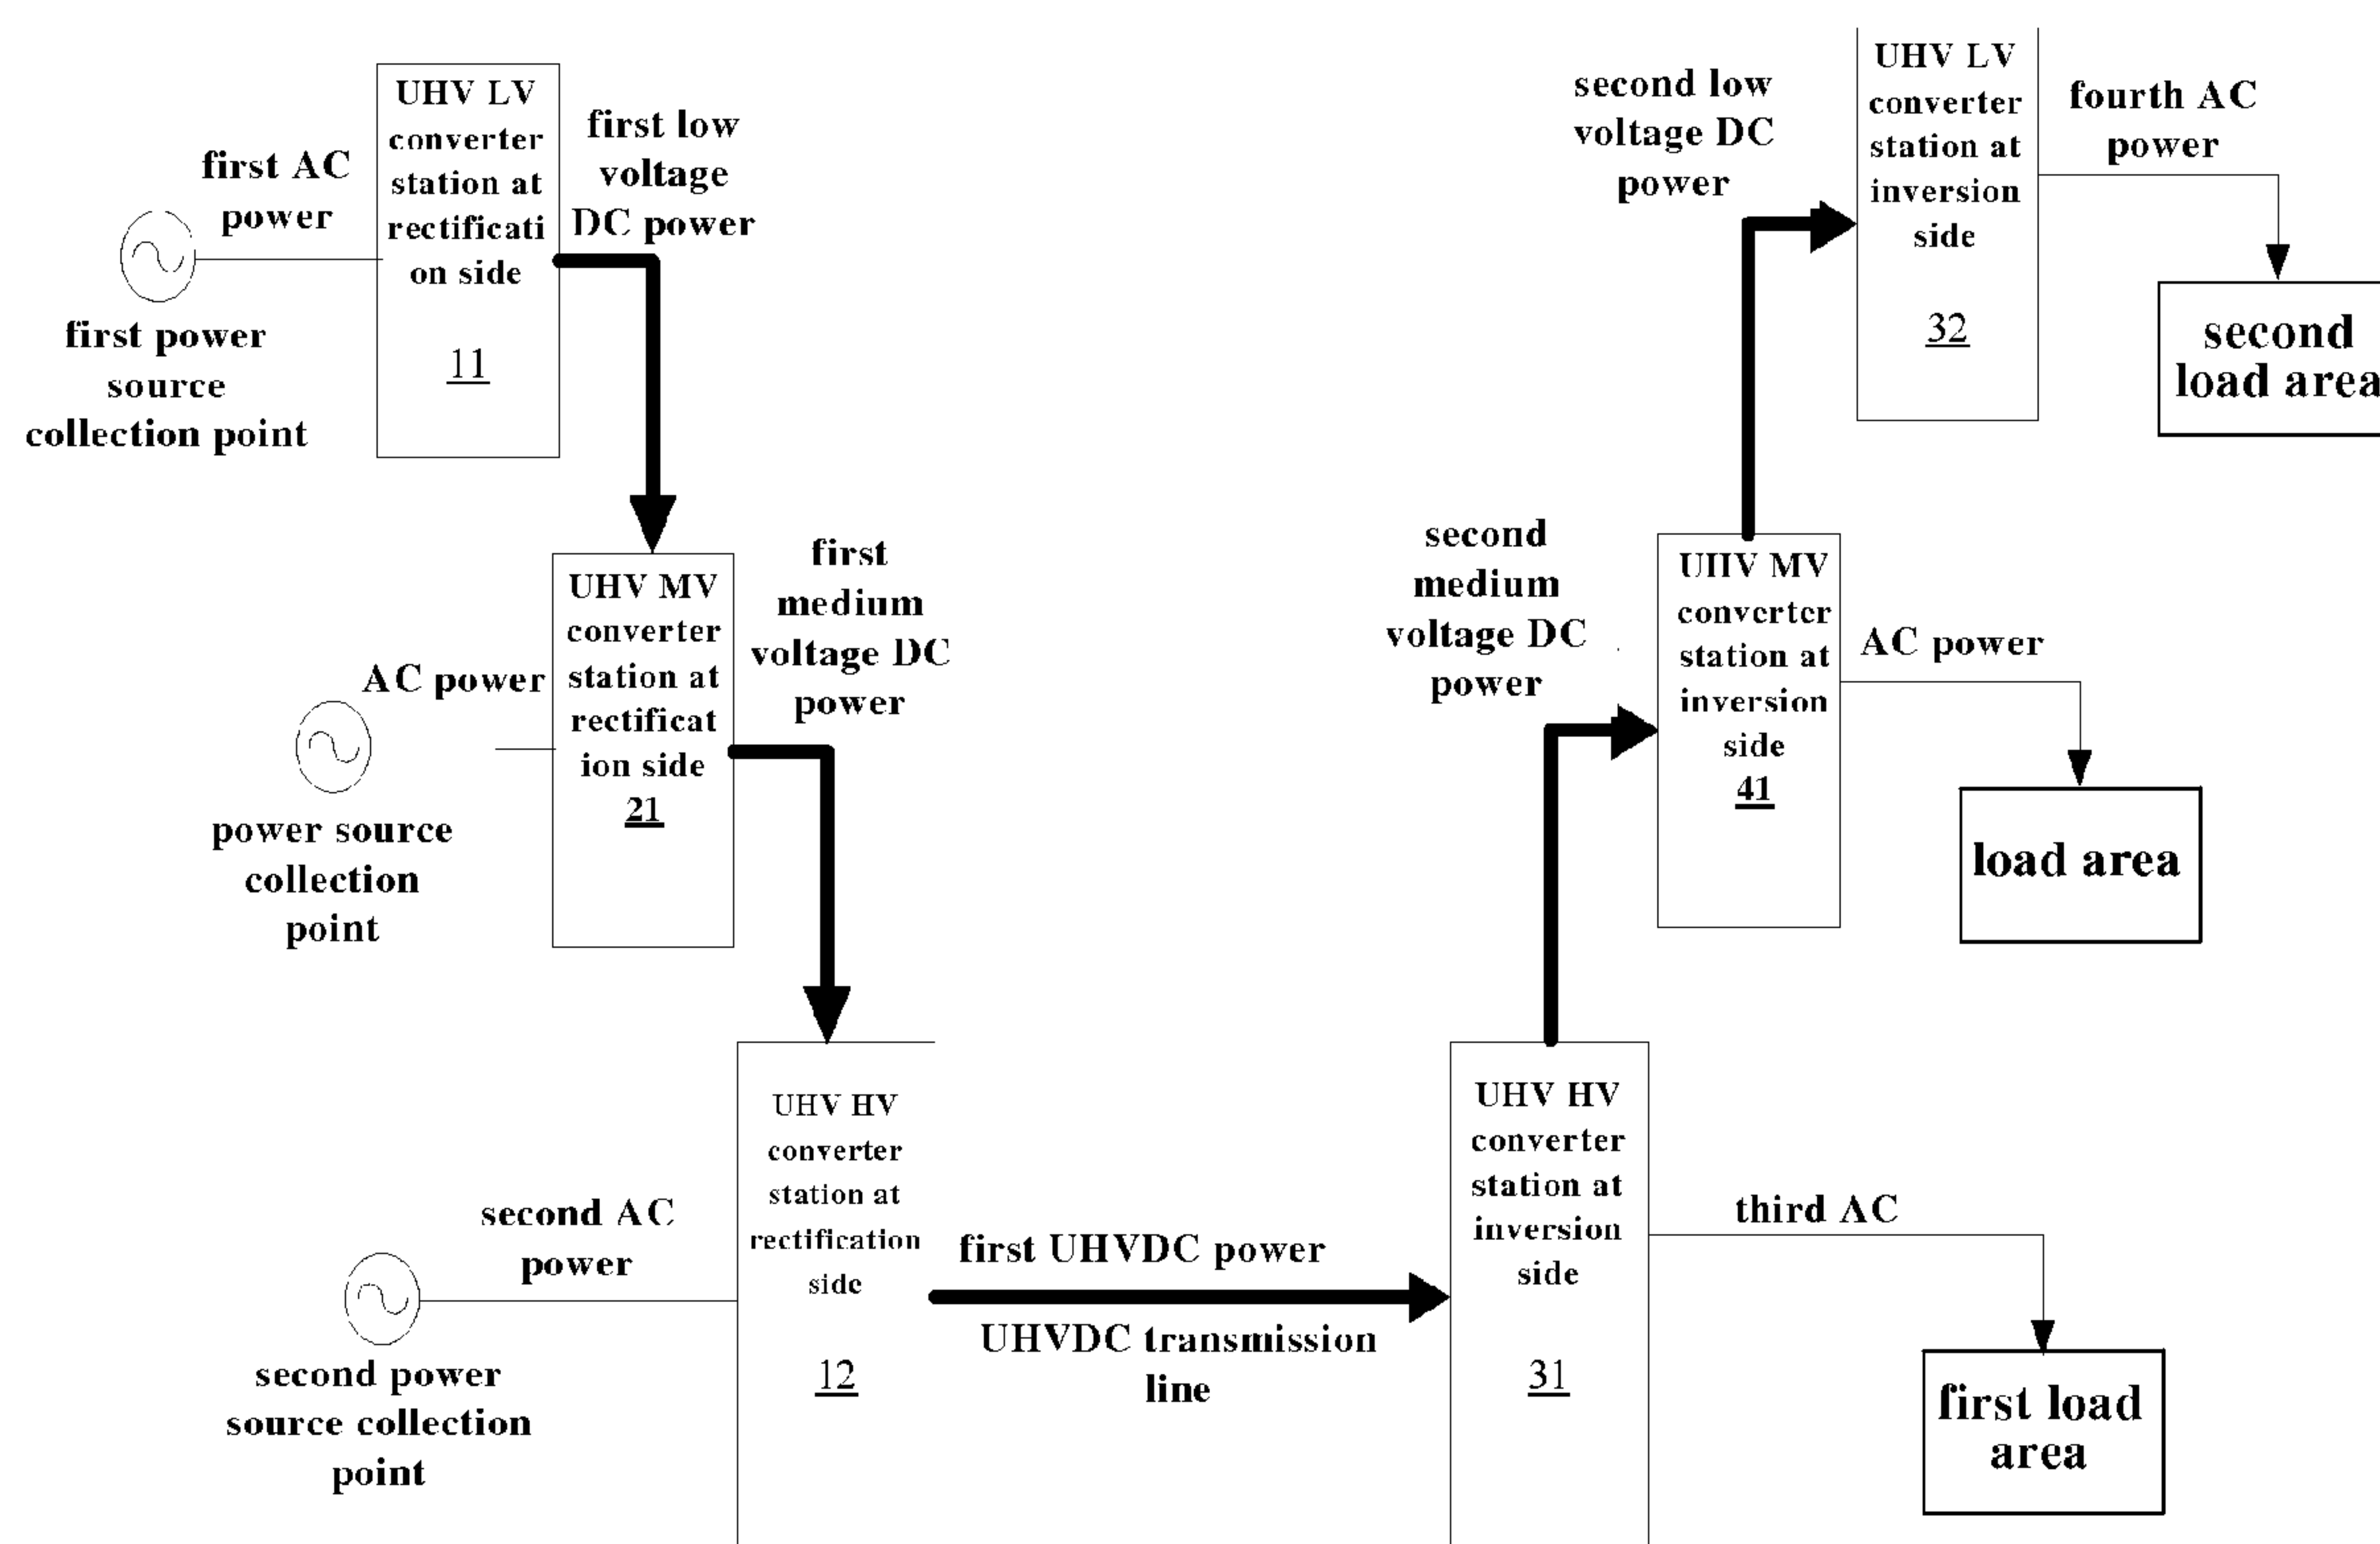 first AC
power
first power
source
collection point
UHV LV
converter
station at
rectificati
on side
11
first low
voltage
DC power
AC power
power source
collection
point
UHV MV
converter
station at
rectificat
ion side
21
first
medium
voltage DC
power
second AC
power
second power
source collection
point
UHV HV
converter
station at
rectification
side
12
first UHVDC power
UHVDC transmission
line
UHV HV
converter
station at
inversion
side
31
third AC
first load
area
second
medium
voltage DC
power
UHV MV
converter
station at
inversion
side
41
AC power
load area
second low
voltage DC
power
UHV LV
converter
station at
inversion
side
32
fourth AC
power
second
load area